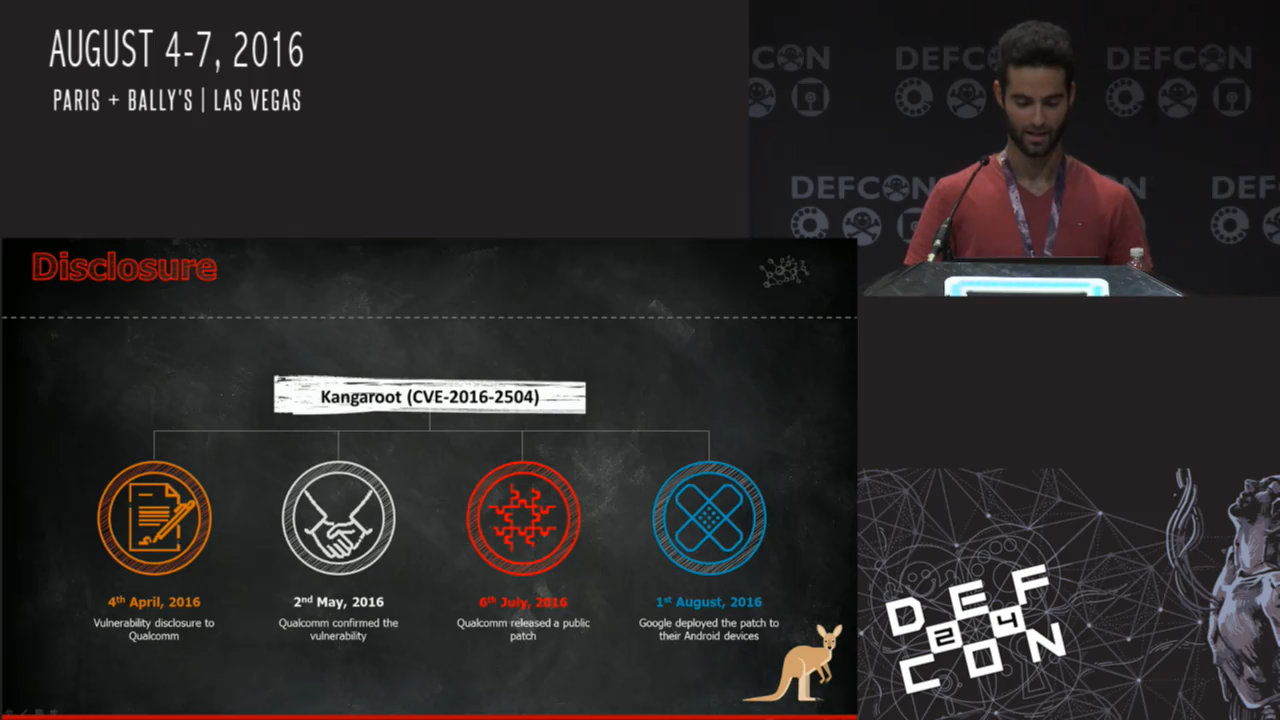 AUGUST 4-7, 2016
PARIS + BALLY'S | LAS VEGAS
DEFCON DEFCON
DEFCON
Disclosure
Kangaroot (CVE-2016-2504)
4th April, 2016
Vulnerability disclosure to
Qualcomm
2nd May, 2016
Qualcomm confirmed the
vulnerability
6th July, 2016
Qualcomm released a public
patch
1st August, 2016
Google deployed the patch to
their Android devices
DEF
24
CON